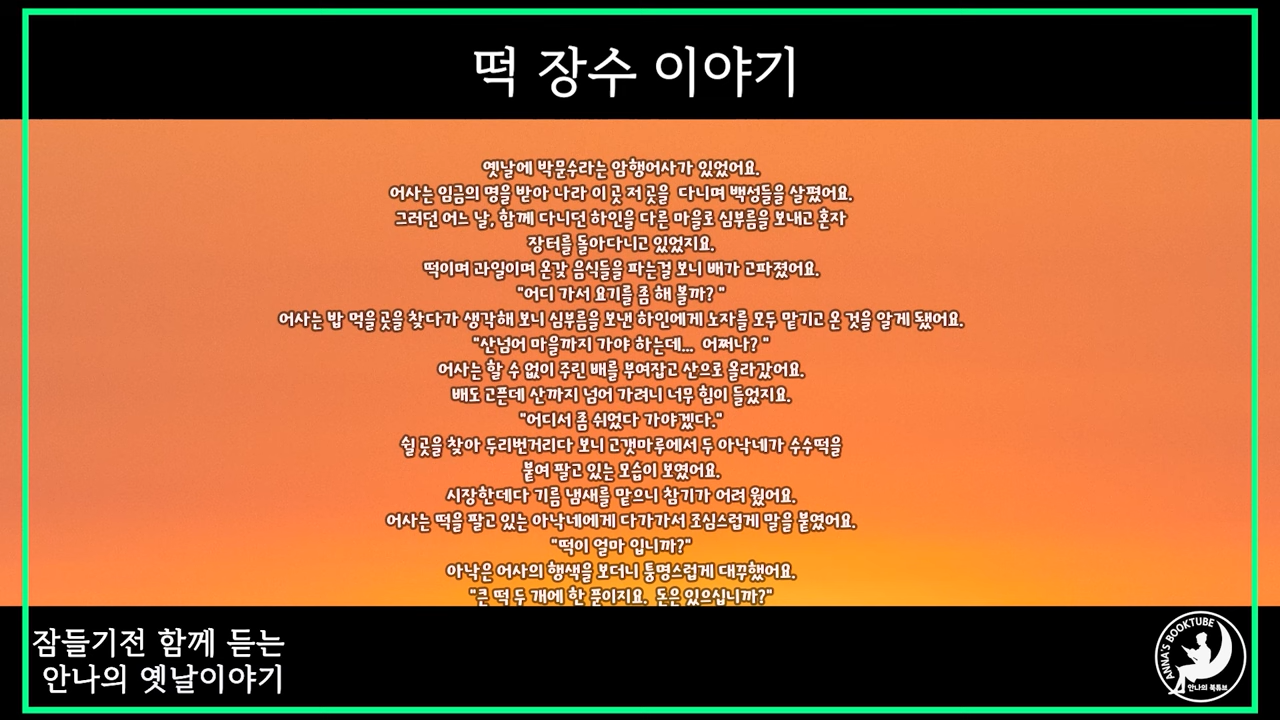 떡 장수 이야기
옛날에 박문수라는 암행어사가 있었어요.
어사는 임금의 명을 받아 나라 이 곳 저 곳을 다니며 백성들을 살폈어요.
그러던 어느 날, 함께 다니던 하인을 다른 마을로 심부름을 보내고 혼자
장터를 돌아다니고 있었지요.
떡이며 과일이며 온갖 음식들을 파는걸 보니 배가 고파졌어요.
"어디 가서 요기를 좀 해 볼까?"
어사는 밥 먹을 곳을 찾다가 생각해 보니 심부름을 보낸 하인에게 노자를 모두 맡기고 온 것을 알게 됐어요.
"산넘어 마을까지 가야 하는데... 어쩌나?"
어사는 할 수 없이 주린 배를 부여잡고 산으로 올라갔어요.
배도 고픈데 산까지 넘어 가려니 너무 힘이 들었지요.
"어디서 좀 쉬었다 가야겠다."
쉴 곳을 찾아 두리번거리다 보니 고갯마루에서 두 아낙네가 수수떡을
붙여 팔고 있는 모습이 보였어요.
시장한데다 기름 냄새를 맡으니 참기가 어려 웠어요.
어사는 떡을 팔고 있는 아낙네에게 다가가서 조심스럽게 말을 붙였어요.
"떡이 얼마 입니까?"
아낙은 어사의 행색을 보더니 퉁명스럽게 대꾸했어요.
"큰 떡 두 개에 한 푼이지요. 돈은 있으십니까?"
잠들기전 함께 듣는
안나의 옛날이야기
ANNA'S BOOKTUBE
안나의 북튜브